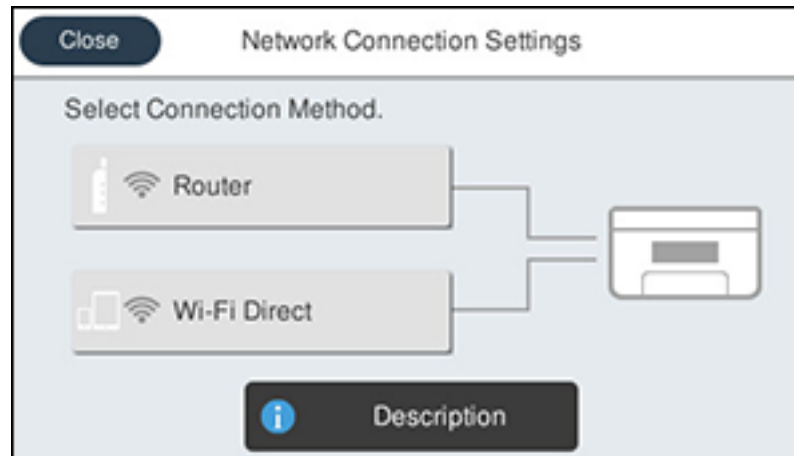 Close
Network Connection Settings
Select Connection Method.
Router
Wi-Fi Direct
Description